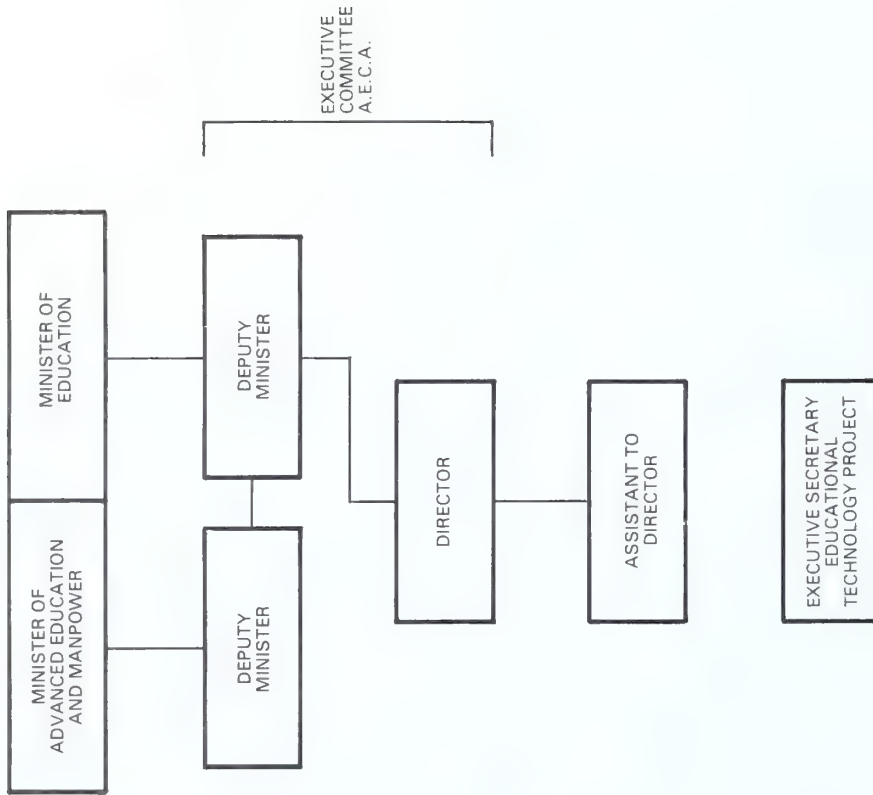 MINISTER OF
ADVANCED EDUCATION
AND MANPOWER
MINISTER OF
EDUCATION
DEPUTY
MINISTER
DEPUTY
MINISTER
EXECUTIVE
COMMITTEE
A.E.C.A.
DIRECTOR
ASSISTANT TO
DIRECTOR
EXECUTIVE SECRETARY
EDUCATIONAL
TECHNOLOGY PROJECT